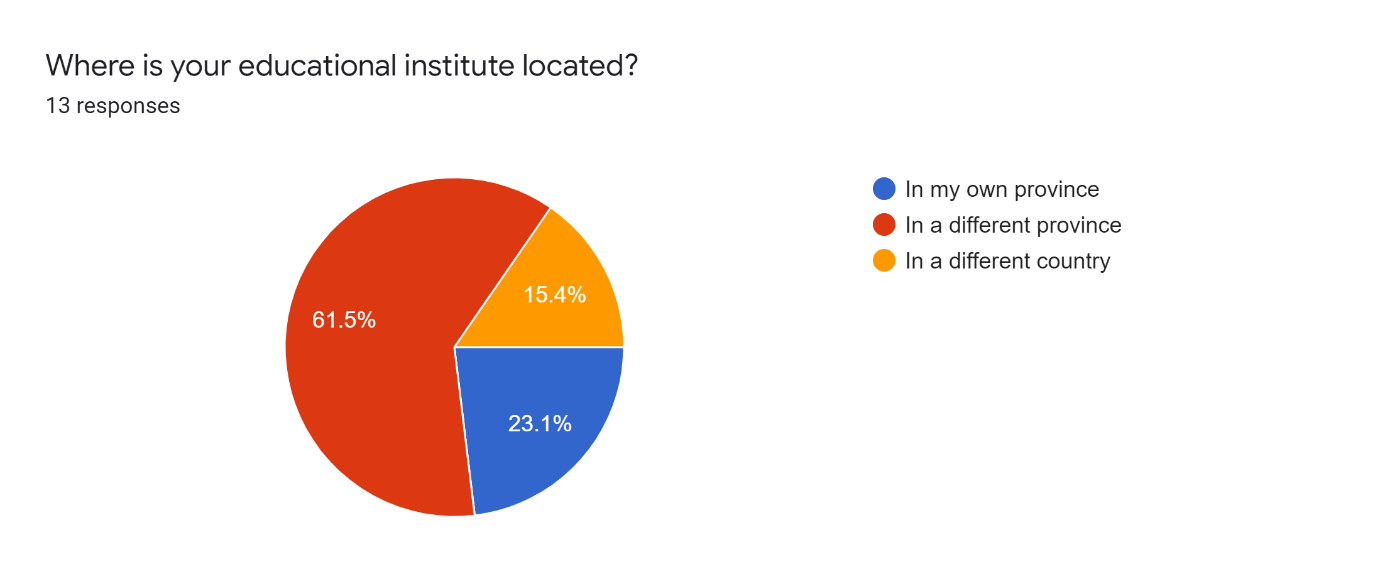 Where is your educational institute located?
13 responses
In my own province
In a different province
In a different country
15.4%
61.5%
23.1%